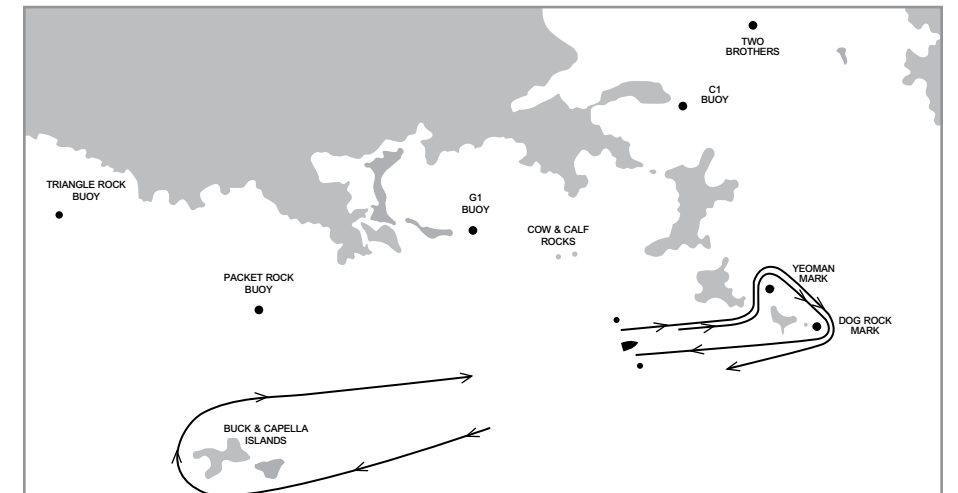 TWO
BROTHERS
C1
BUOY
TRIANGLE ROCK
BUOY
G1
BUOY
COW & CALF
ROCKS
YEOMAN
MARK
PACKET ROCK
BUOY
DOG ROCK
MARK
BUCK & CAPELLA
ISLANDS